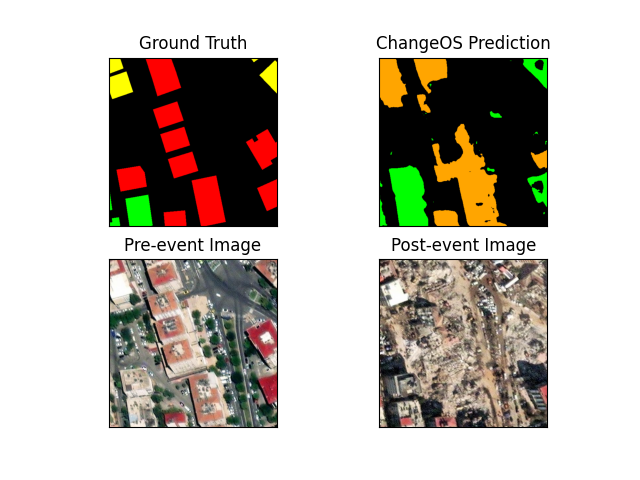 Ground Truth
ChangeOS Prediction
Pre-event Image
Post-event Image